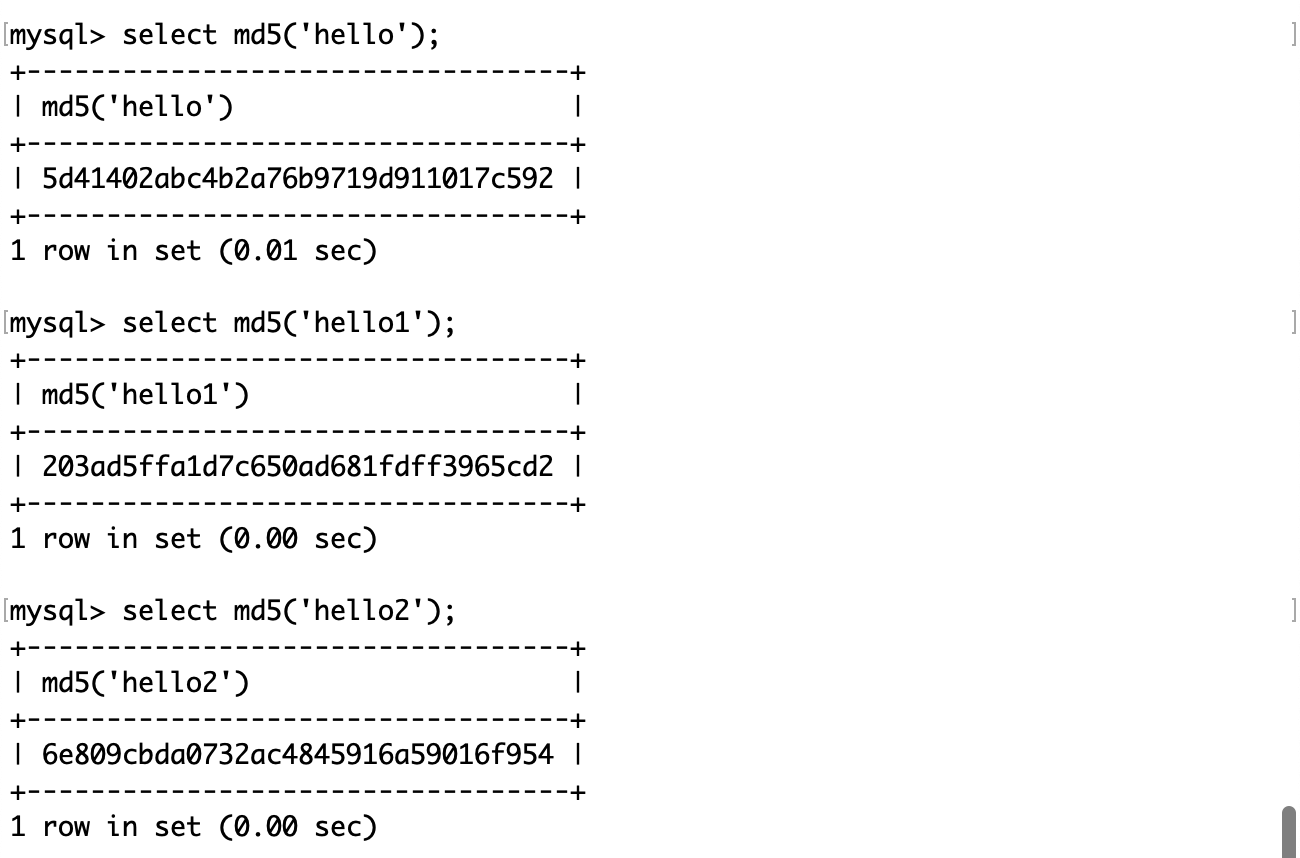 [mysql> select md5('hello'); ]
+----------------------------------+
| md5('hello')                     |
+----------------------------------+
| 5d41402abc4b2a76b9719d911017c592 |
+----------------------------------+
1 row in set (0.01 sec)
[mysql> select md5('hello1'); ]
+----------------------------------+
| md5('hello1')                    |
+----------------------------------+
| 203ad5ffa1d7c650ad681fdff3965cd2 |
+----------------------------------+
1 row in set (0.00 sec)
[mysql> select md5('hello2'); ]
+----------------------------------+
| md5('hello2')                    |
+----------------------------------+
| 6e809cbda0732ac4845916a59016f954 |
+----------------------------------+
1 row in set (0.00 sec)